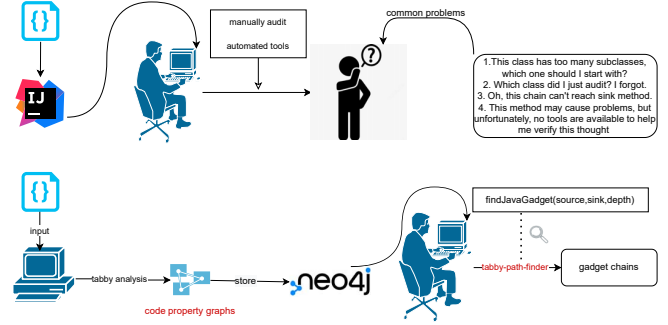 {}
manually audit
automated tools
common problems
?
IJ
1.This class has too many subclasses,
which one should I start with?
2. Which class did I just audit? I forgot.
3. Oh, this chain can't reach sink method.
4. This method may cause problems, but
unfortunately, no tools are available to help
me verify this thought
{}
input
findJavaGadget(source,sink,depth)
tabby analysis
store
neo4j
tabby-path-finder
gadget chains
code property graphs